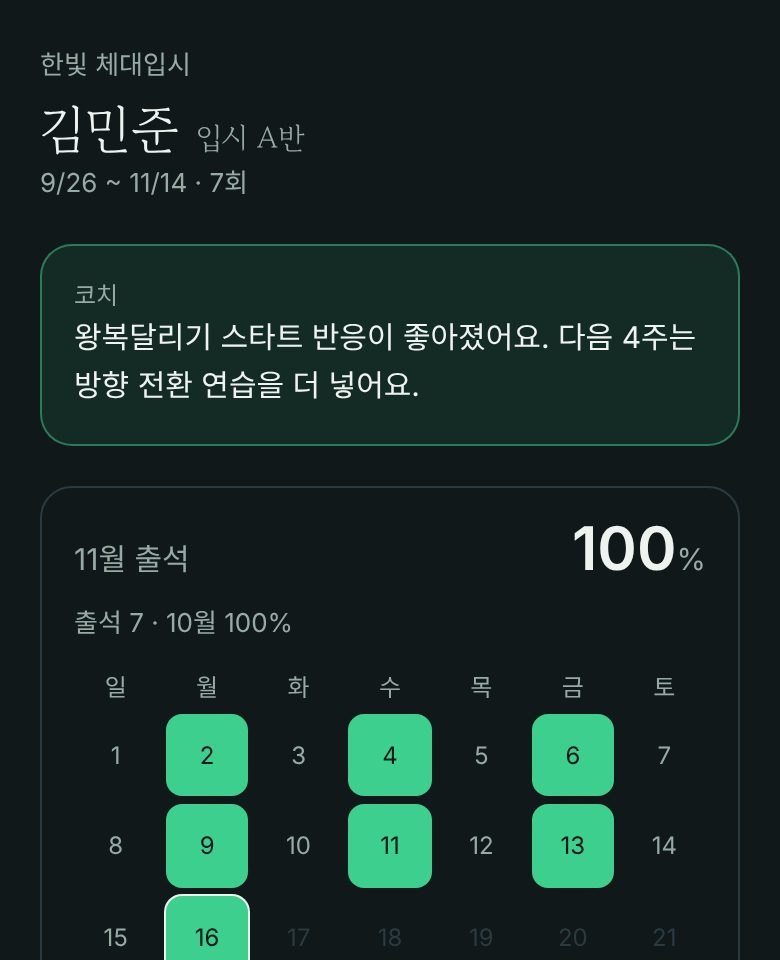 한빛 체대입시
김민준 입시 A반
9/26 ~ 11/14 · 7회
코치
왕복달리기 스타트 반응이 좋아졌어요. 다음 4주는
방향 전환 연습을 더 넣어요.
11월 출석 100%
출석 7 · 10월 100%
일 월 화 수 목 금 토
1 2 3 4 5 6 7
8 9 10 11 12 13 14
15 16 17 18 19 20 21